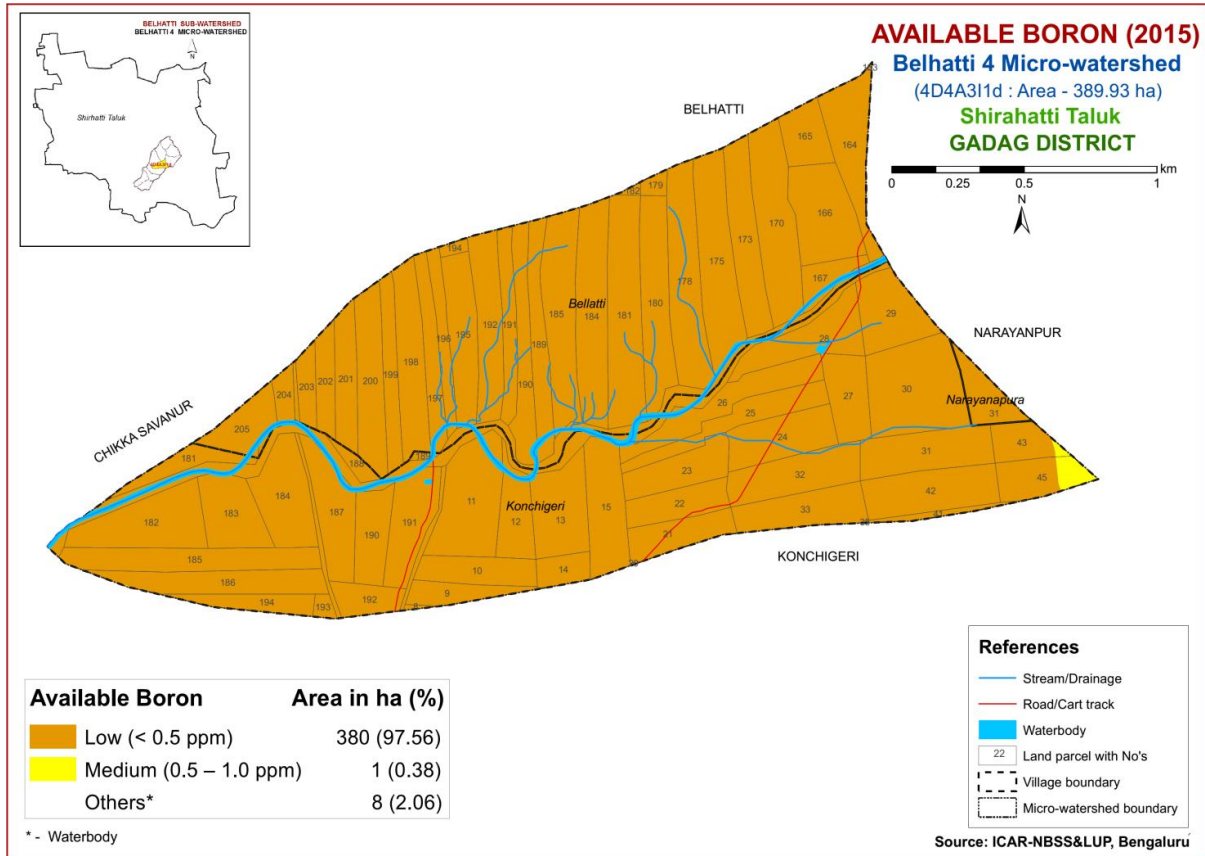 BELHATTI SUB-WATERSHED
BELHATTI 4 MICRO-WATERSHED
N
Shirhatti Taluk
AVAILABLE BORON (2015)
Belhatti 4 Micro-watershed
(4D4A3I1d : Area - 389.93 ha)
Shirahatti Taluk
GADAG DISTRICT
km
0 0.25 0.5 1
N
BELHATTI
165
164
182 179
166
170
173
194
175
167
178
Bellatti
29
180
185 184 181
195 192 191
196
28
NARAYANPUR
189
198
199
200
201
202
203
204
190
197
30
27
Narayanapura
31
26
25
205
CHIKKA SAVANUR
24
181
188
189
43
31
23
32
45
184
187
11
Konchigeri
15
42
22
182
183
190
191
12
13
33
41
21
KONCHIGERI
185
10
14
186
9
192
194
193
8
Available Boron Area in ha (%)
Low (< 0.5 ppm) 380 (97.56)
Medium (0.5 – 1.0 ppm) 1 (0.38)
Others* 8 (2.06)
* - Waterbody
References
Stream/Drainage
Road/Cart track
Waterbody
22 Land parcel with No's
Village boundary
Micro-watershed boundary
Source: ICAR-NBSS&LUP, Bengaluru